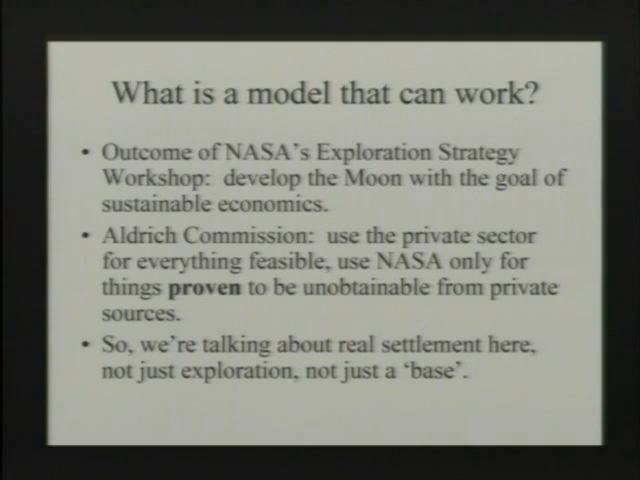 What is a model that can work?
• Outcome of NASA's Exploration Strategy
Workshop:  develop the Moon with the goal of
sustainable economics.
• Aldrich Commission:  use the private sector
for everything feasible, use NASA only for
things proven to be unobtainable from private
sources.
• So, we're talking about real settlement here,
not just exploration, not just a 'base'.